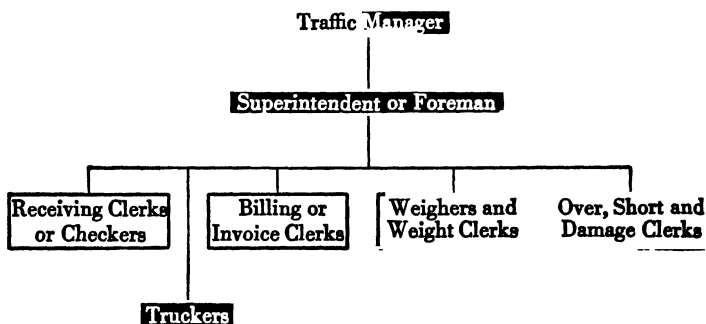 Traffic Manager
Superintendent or Foreman
Receiving Clerks
or Checkers
Billing or
Invoice Clerks
Weighers and
Weight Clerks
Over, Short and
Damage Clerks
Truckers